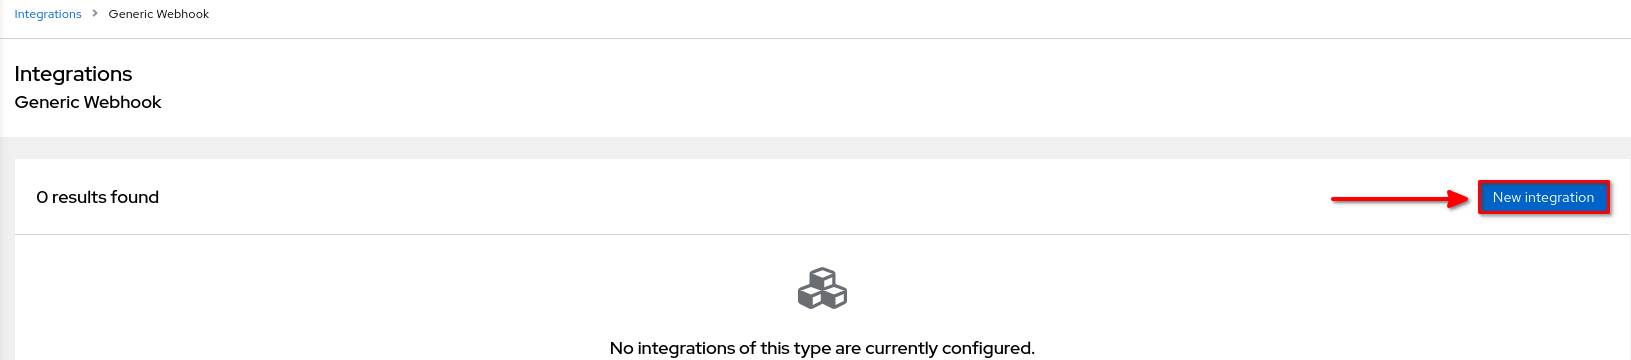 Integrations > Generic Webhook
Integrations
Generic Webhook
0 results found
New integration
No integrations of this type are currently configured.